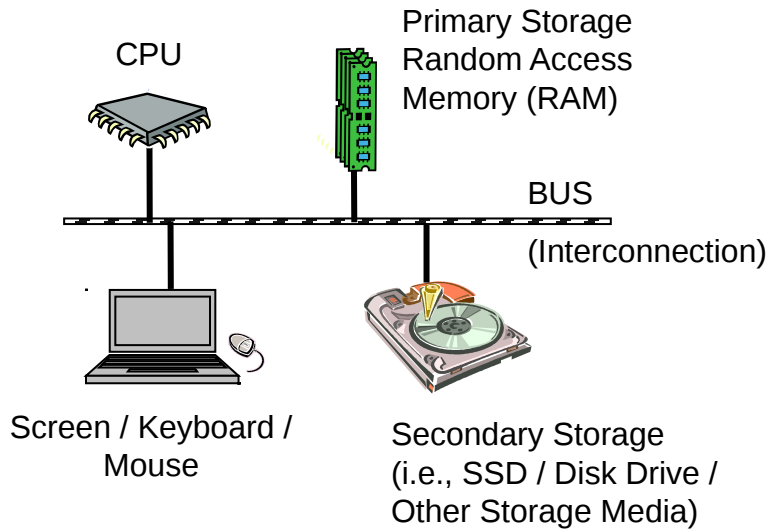 CPU
Primary Storage
Random Access
Memory (RAM)
BUS
(Interconnection)
Screen / Keyboard /
Mouse
Secondary Storage
(i.e., SSD / Disk Drive /
Other Storage Media)